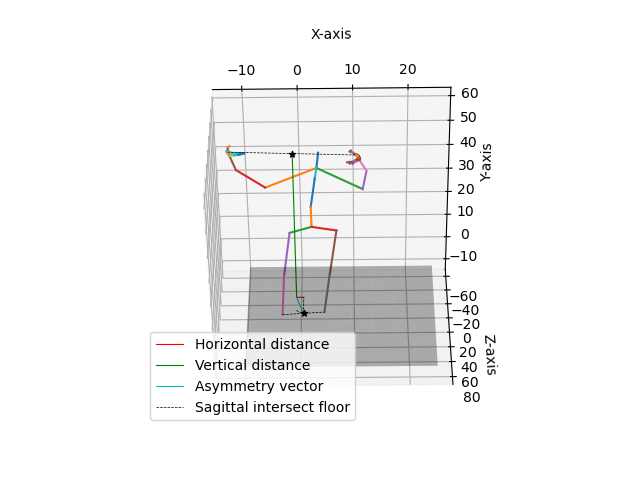 X-axis
−10 0 10 20
60
50
40
30
20
10
0
−10
Y-axis
−60
−40
−20
0
20
40
60
80
Z-axis
Horizontal distance
Vertical distance
Asymmetry vector
Sagittal intersect floor